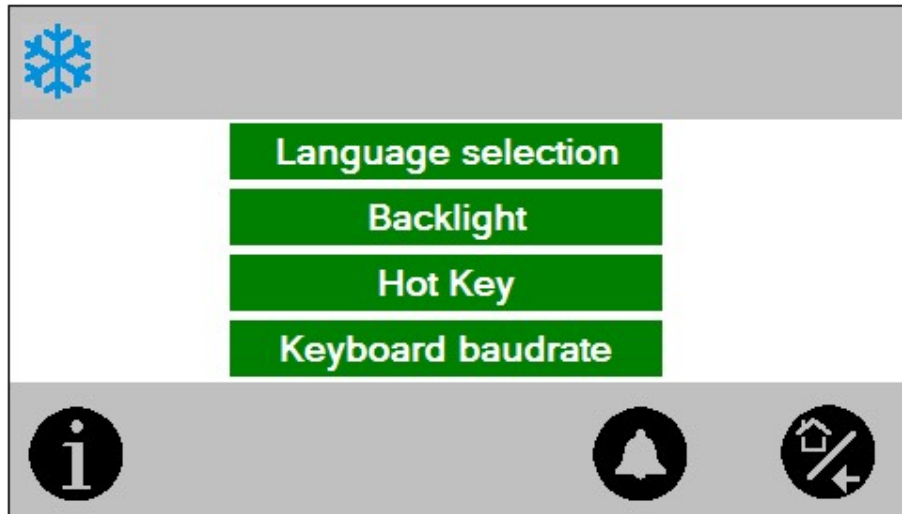 Language selection
Backlight
Hot Key
Keyboard baudrate
i